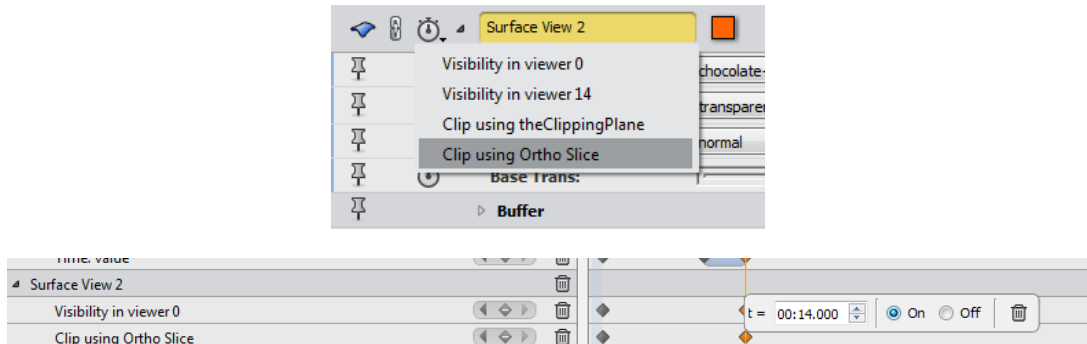 Surface View 2
Visibility in viewer 0
chocolate-
Visibility in viewer 14
transparen
Clip using theClippingPlane
normal
Clip using Ortho Slice
Base Trans:
Buffer
Time: value
Surface View 2
Visibility in viewer 0
t = 00:14.000 On Off
Clip using Ortho Slice